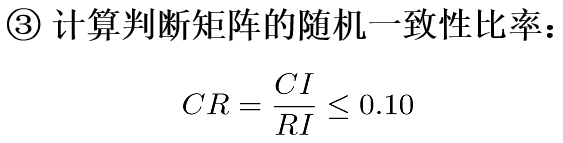 ③ 计算判断矩阵的随机一致性比率：
CR = \frac{CI}{RI} ≤ 0.10